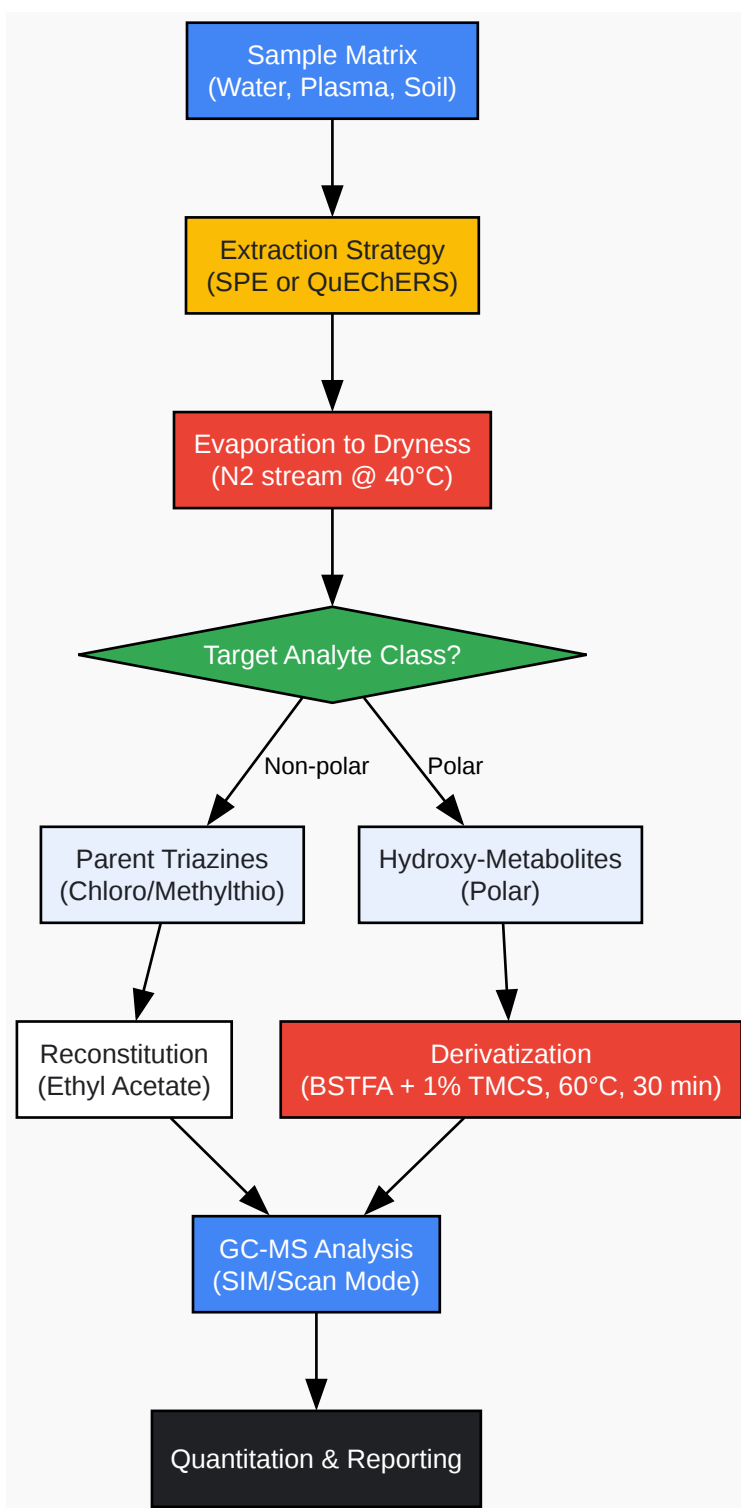 Sample Matrix
(Water, Plasma, Soil)
Extraction Strategy
(SPE or QuEChERS)
Evaporation to Dryness
(N2 stream @ 40°C)
Target Analyte Class?
Non-polar
Polar
Parent Triazines
(Chloro/Methylthio)
Hydroxy-Metabolites
(Polar)
Reconstitution
(Ethyl Acetate)
Derivatization
(BSTFA + 1% TMCS, 60°C, 30 min)
GC-MS Analysis
(SIM/Scan Mode)
Quantitation & Reporting